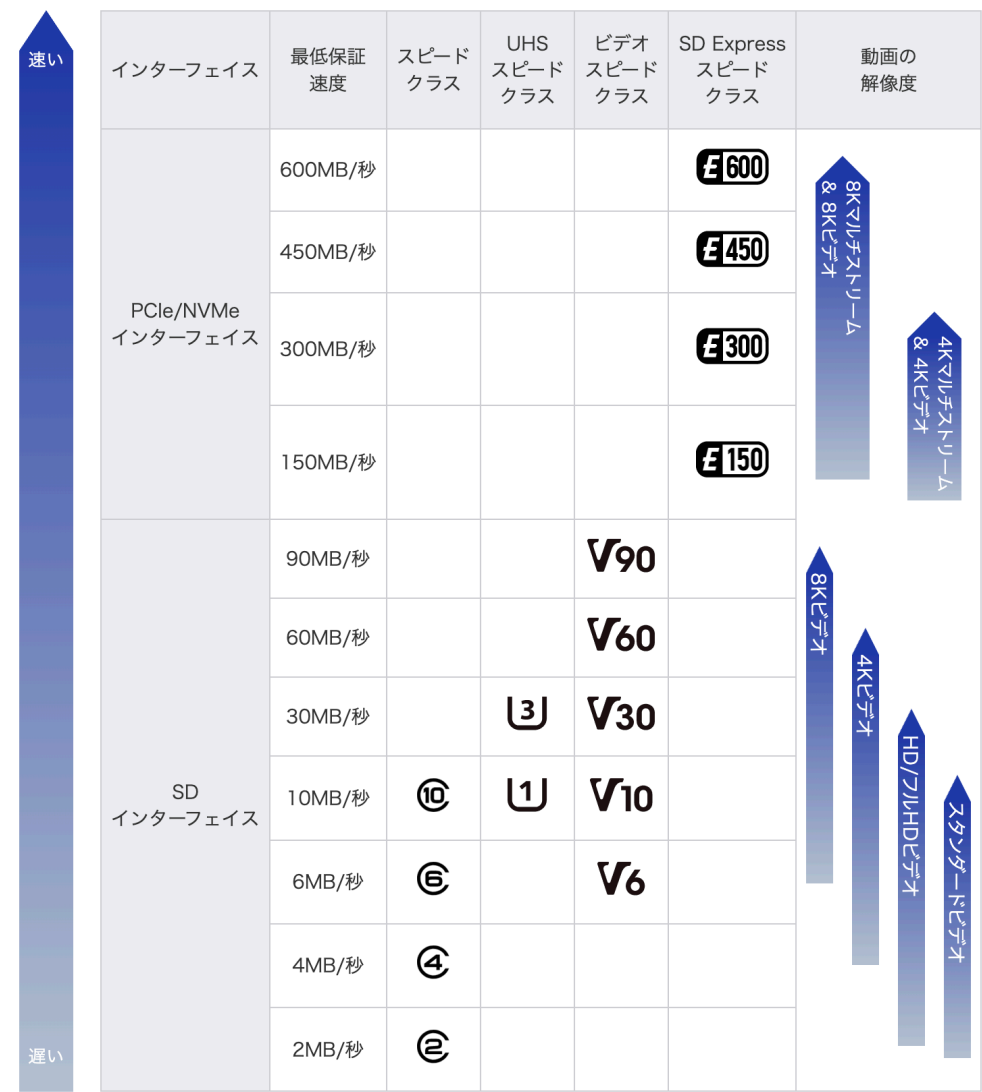 速い
インターフェイス
最低保証
速度
スピード
クラス
UHS
スピード
クラス
ビデオ
スピード
クラス
SD Express
スピード
クラス
動画の
解像度
PCIe/NVMe
インターフェイス
600MB/秒
E600
450MB/秒
E450
300MB/秒
E300
150MB/秒
E150
8Kマルチストリーム
& 8Kビデオ
4Kマルチストリーム
& 4Kビデオ
SD
インターフェイス
90MB/秒
V90
60MB/秒
V60
30MB/秒
3
V30
10MB/秒
10
1
V10
6MB/秒
6
V6
4MB/秒
4
2MB/秒
2
8Kビデオ
4Kビデオ
HD/フルHDビデオ
スタンダードビデオ
遅い